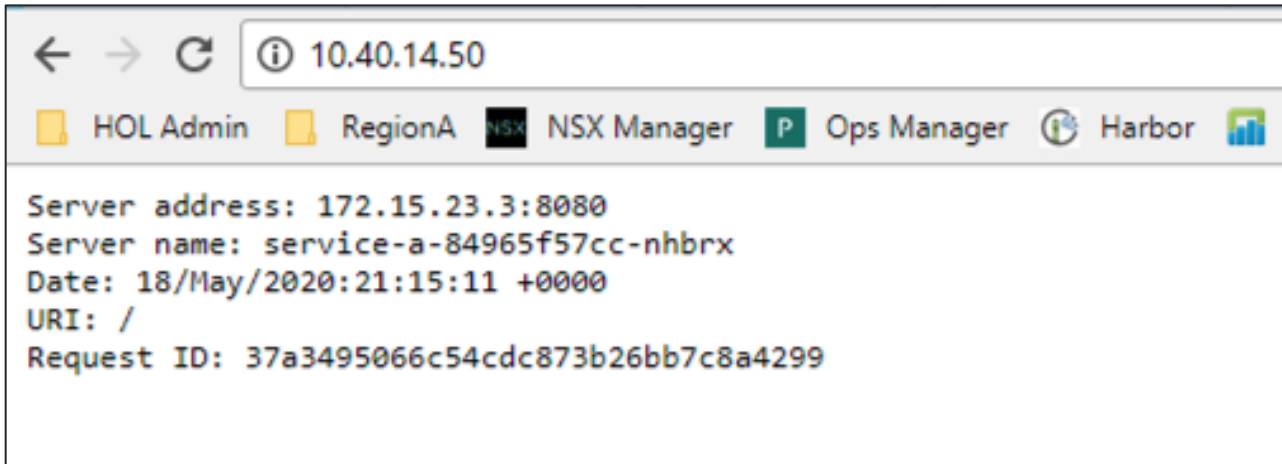 10.40.14.50
HOL Admin RegionA NSX NSX Manager P Ops Manager Harbor
Server address: 172.15.23.3:8080
Server name: service-a-84965f57cc-nhbrx
Date: 18/May/2020:21:15:11 +0000
URI: /
Request ID: 37a3495066c54cdc873b26bb7c8a4299